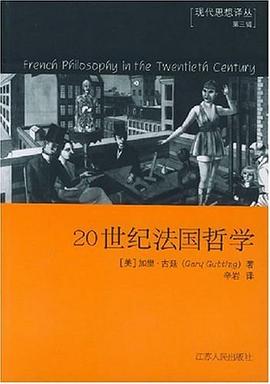 [现代思想译丛]
第三辑
French Philosophy in the Twentieth Century
20世纪法国哲学
[美] 加里·古廷 (Gary Gutting) 著
辛岩 译
江苏人民出版社